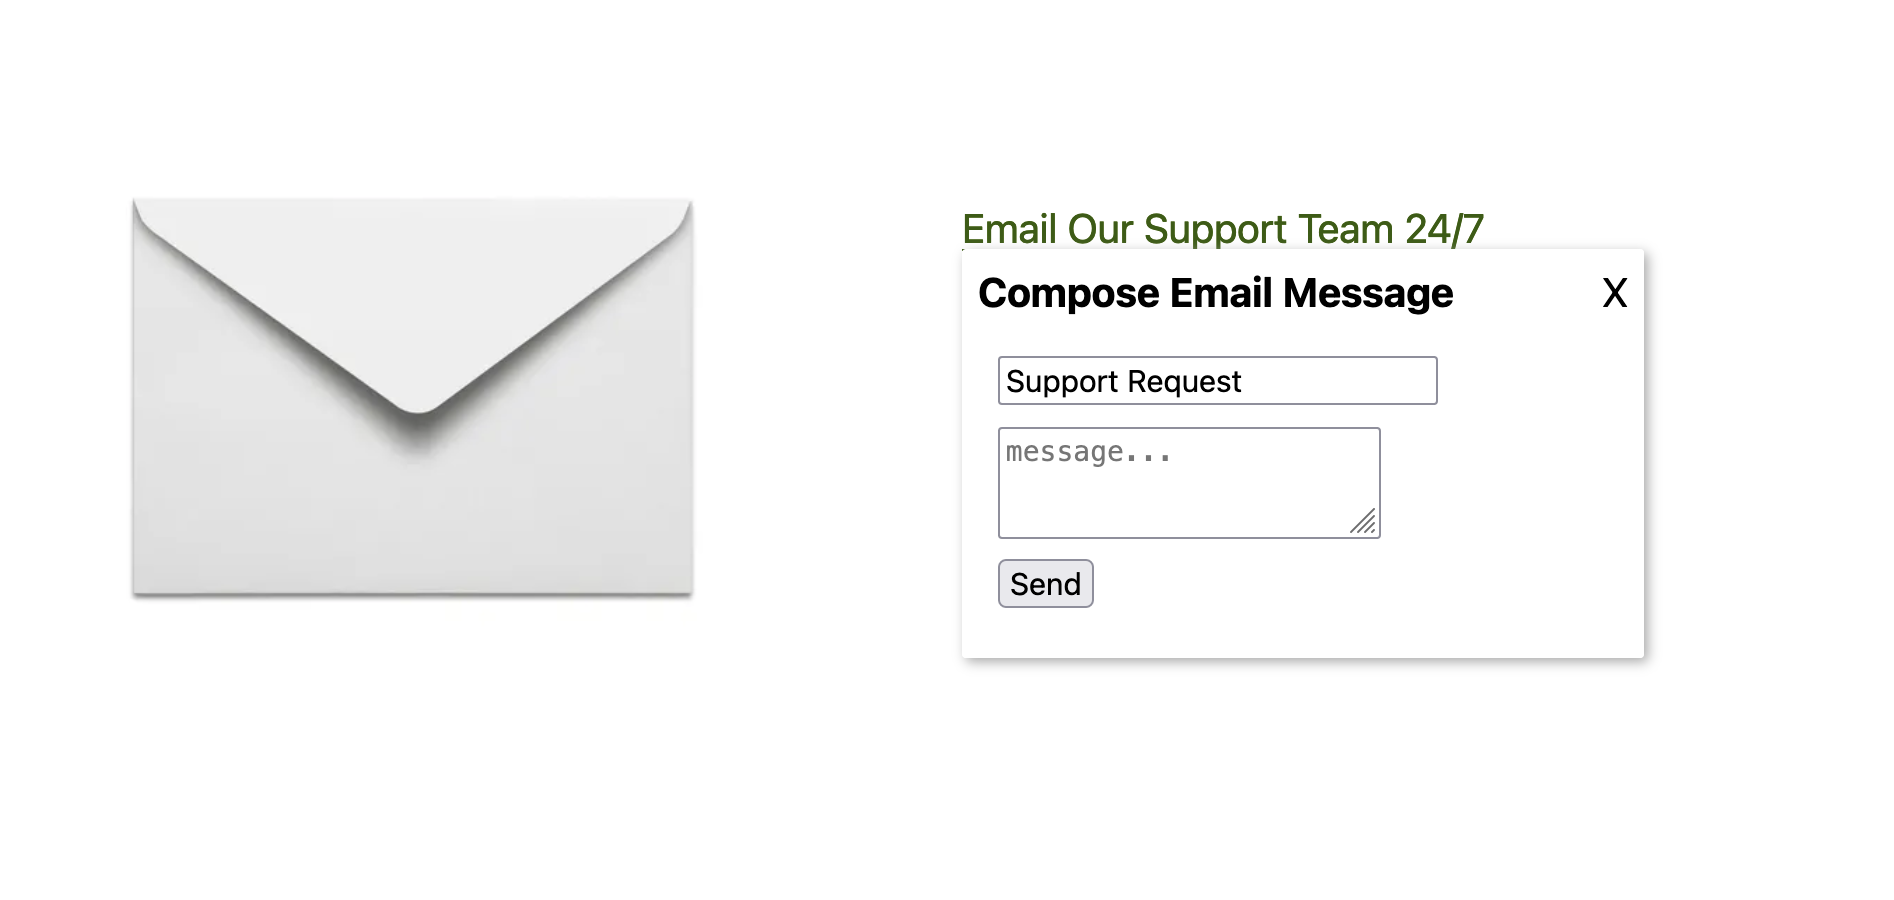 Email Our Support Team 24/7
Compose Email Message X
Support Request
message...
Send